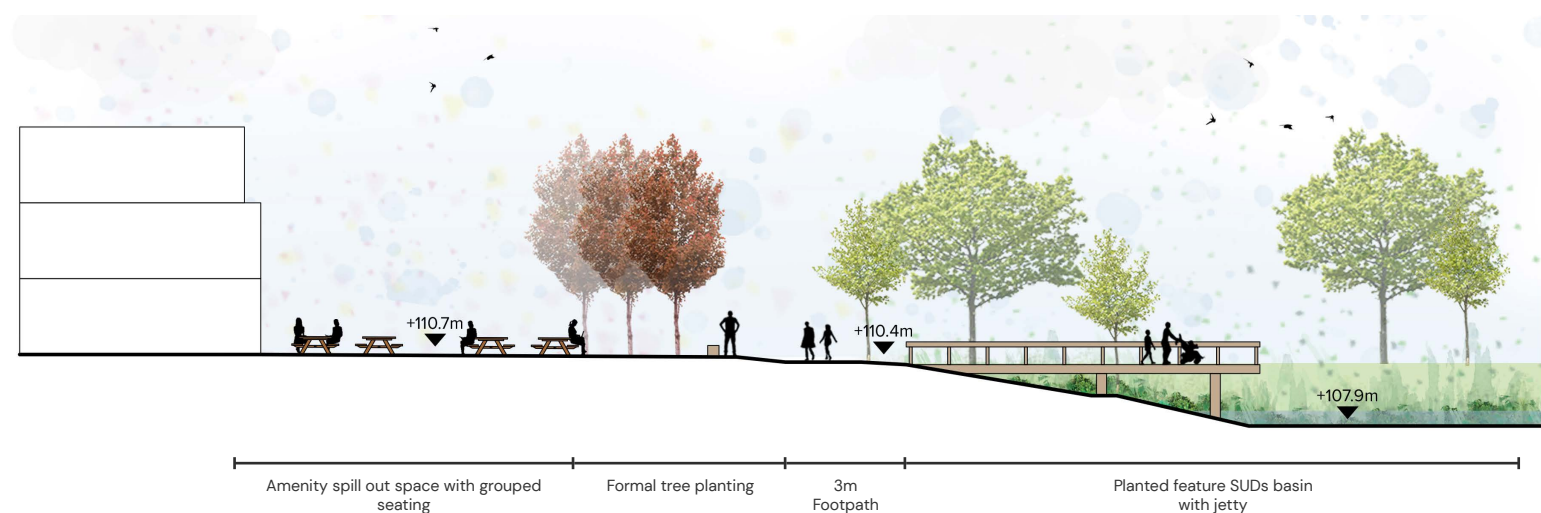 +110.7m
+110.4m
+107.9m
Amenity spill out space with grouped
seating
Formal tree planting
3m
Footpath
Planted feature SUDs basin
with jetty